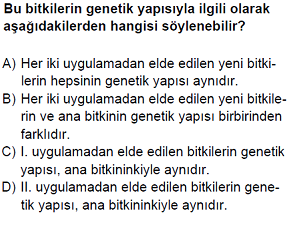 Bu bitkilerin genetik yapısıyla ilgili olarak
aşağıdakilerden hangisi söylenebilir?
A) Her iki uygulamadan elde edilen yeni bitki-
lerin hepsinin genetik yapısı aynıdır.
B) Her iki uygulamadan elde edilen yeni bitkile-
rin ve ana bitkinin genetik yapısı birbirinden
farklıdır.
C) I. uygulamadan elde edilen bitkilerin genetik
yapısı, ana bitkininkiyle aynıdır.
D) II. uygulamadan elde edilen bitkilerin gene-
tik yapısı, ana bitkininkiyle aynıdır.